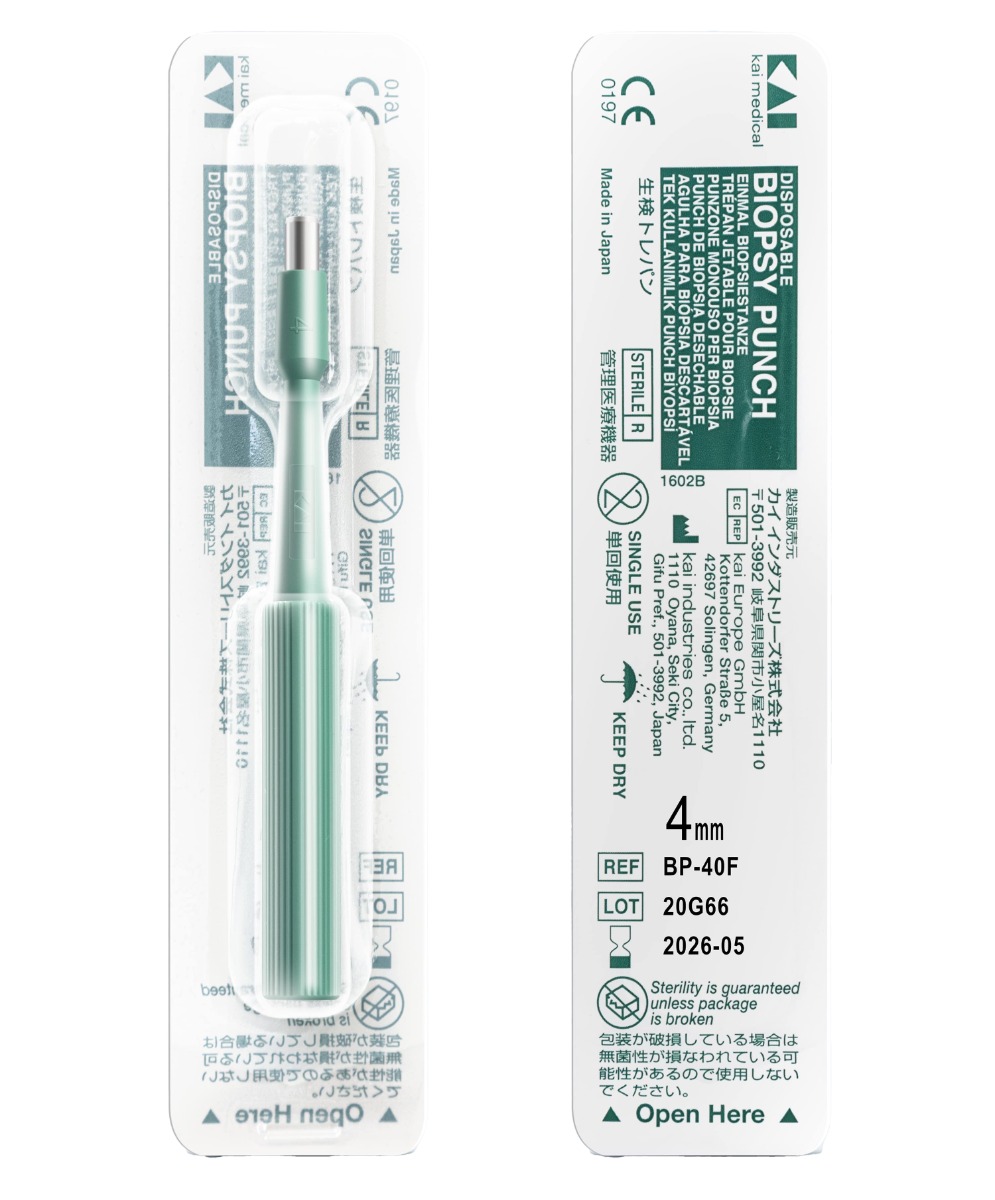 kai medical
KAI
CE
0197
DISPOSABLE
BIOPSY PUNCH
EINMAL BIOPSIESTANZE
TREPAN JETABLE POUR BIOPSIE
PUNZONE MONOUSO PER BIOPSIA
PUNCH DE BIOPSIA DESECHABLE
AGULHA PARA BIÓPSIA DESCARTÁVEL
TEK KULLANIMLIK PUNCH BİYOPSİ
生検トレパン
Made in Japan
STERILE R
管理医療機器
1602B
製造販売元
カイ インダストリーズ株式会社
〒501-3992 岐阜県関市小屋名1110
EC REP
kai Europe GmbH
Kottendorfer Straße 5,
42697 Solingen, Germany
kai industries co., ltd.
1110 Oyana, Seki City,
Gifu Pref., 501-3992, Japan
2
SINGLE USE
単回使用
KEEP DRY
4mm
REF BP-40F
LOT 20G66
2026-05
Sterility is guaranteed
unless package
is broken
包装が破損している場合は
無菌性が損なわれている可
能性があるので使用しない
でください。
▲ Open Here ▲
4
KAI